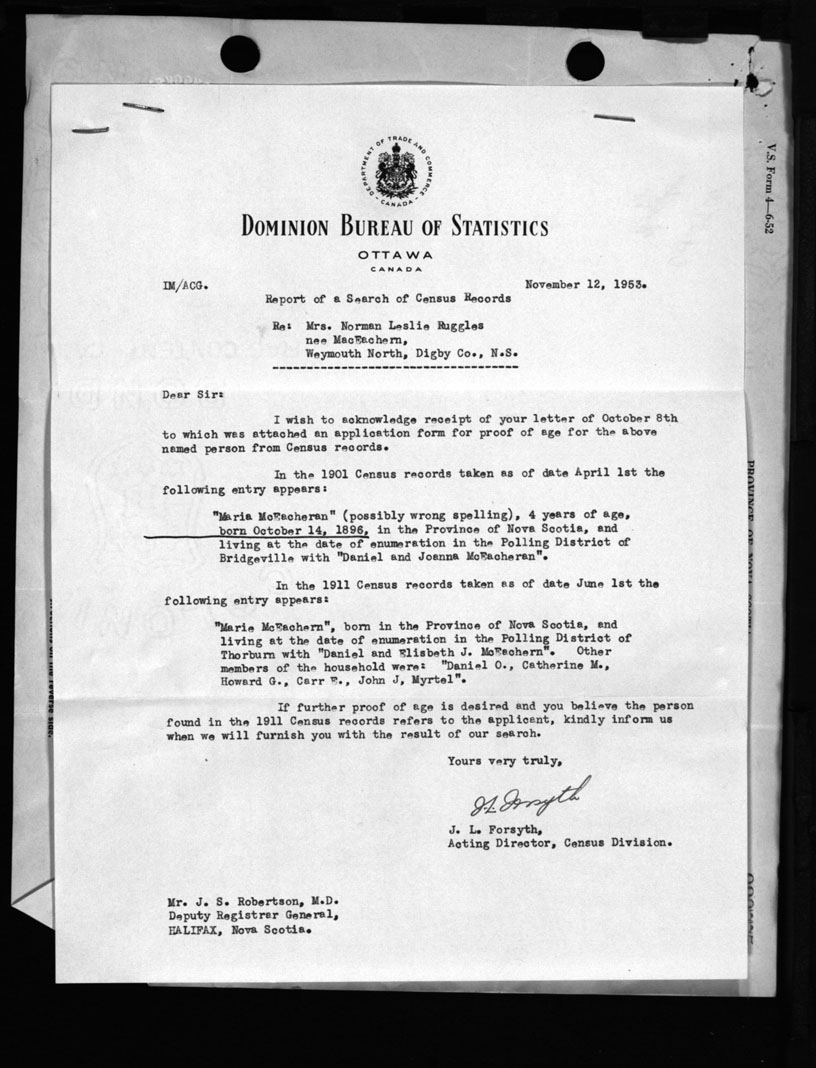 DEPARTMENT OF TRADE AND COMMERCE
- CANADA -
DOMINION BUREAU OF STATISTICS
OTTAWA
CANADA
IM/ACG.
November 12, 1953.
Report of a Search of Census Records
Re: Mrs. Norman Leslie Ruggles
nee MacEachern,
Weymouth North, Digby Co., N.S.
Dear Sir:
I wish to acknowledge receipt of your letter of October 8th
to which was attached an application form for proof of age for the above
named person from Census records.
In the 1901 Census records taken as of date April 1st the
following entry appears:
"Maria McEacheran" (possibly wrong spelling), 4 years of age,
born October 14, 1896, in the Province of Nova Scotia, and
living at the date of enumeration in the Polling District of
Bridgeville with "Daniel and Joanna McEacheran".
In the 1911 Census records taken as of date June 1st the
following entry appears:
"Marie McEachern", born in the Province of Nova Scotia, and
living at the date of enumeration in the Polling District of
Thorburn with "Daniel and Elisbeth J. McEachern". Other
members of the household were: "Daniel O., Catherine M.,
Howard G., Carr E., John J, Myrtel".
If further proof of age is desired and you believe the person
found in the 1911 Census records refers to the applicant, kindly inform us
when we will furnish you with the result of our search.
Yours very truly,
J.L. Forsyth
J. L. Forsyth,
Acting Director, Census Division.
Mr. J. S. Robertson, M.D.
Deputy Registrar General,
HALIFAX, Nova Scotia.
V.S. Form 4—6-52
on the reverse side.
PROVINCE OF NOVA